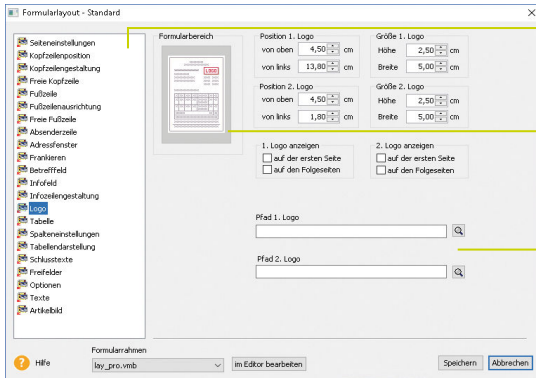 Formularlayout - Standard
Seiteneinstellungen
Kopfzeilenposition
Kopfzeilengestaltung
Freie Kopfzeile
Fußzeile
Fußzeilenausrichtung
Freie Fußzeile
Absenderzeile
Adressfenster
Frankieren
Betrefffeld
Infofeld
Infozeilengestaltung
Logo
Tabelle
Spalteneinstellungen
Tabellendarstellung
Schlusstexte
Freifelder
Optionen
Texte
Artikelbild
Formularbereich
LOGO
Position 1. Logo
von oben 4,50 cm
von links 13,80 cm
Größe 1. Logo
Höhe 2,50 cm
Breite 5,00 cm
Position 2. Logo
von oben 4,50 cm
von links 1,80 cm
Größe 2. Logo
Höhe 2,50 cm
Breite 5,00 cm
1. Logo anzeigen
auf der ersten Seite
auf den Folgeseiten
2. Logo anzeigen
auf der ersten Seite
auf den Folgeseiten
Pfad 1. Logo
Pfad 2. Logo
Formularrahmen
? Hilfe lay_pro.vmb im Editor bearbeiten Speichern Abbrechen